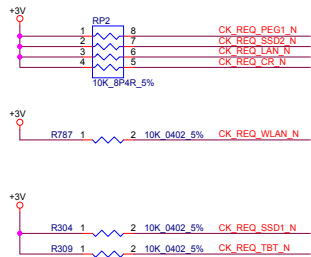 +3V
RP2
1 8 CK_REQ_PEG1_N
2 7 CK_REQ_SSD2_N
3 6 CK_REQ_LAN_N
4 5 CK_REQ_CR_N
10K_8P4R_5%
+3V
R787 1 2 10K_0402_5% CK_REQ_WLAN_N
+3V
R304 1 2 10K_0402_5% CK_REQ_SSD1_N
R309 1 2 10K_0402_5% CK_REQ_TBT_N